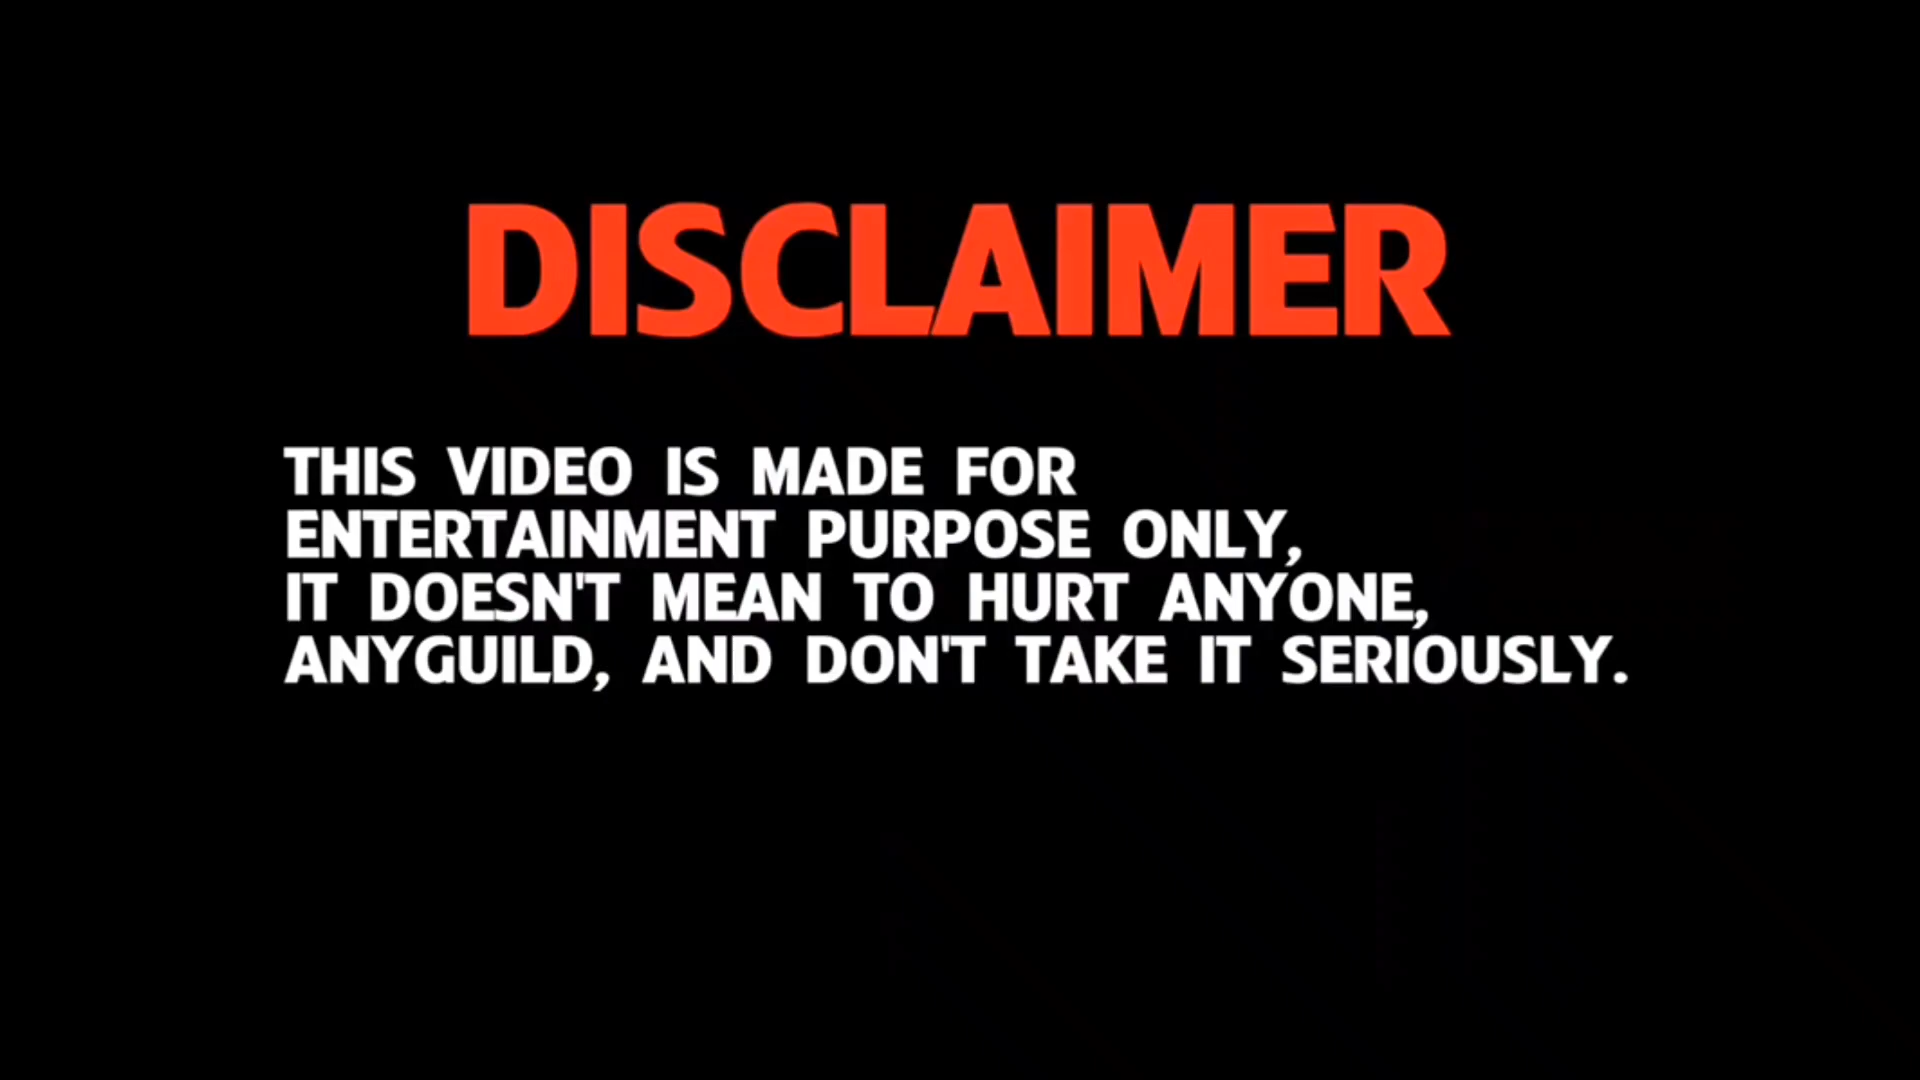 DISCLAIMER
THIS VIDEO IS MADE FOR
ENTERTAINMENT PURPOSE ONLY,
IT DOESN'T MEAN TO HURT ANYONE,
ANYGUILD, AND DON'T TAKE IT SERIOUSLY.